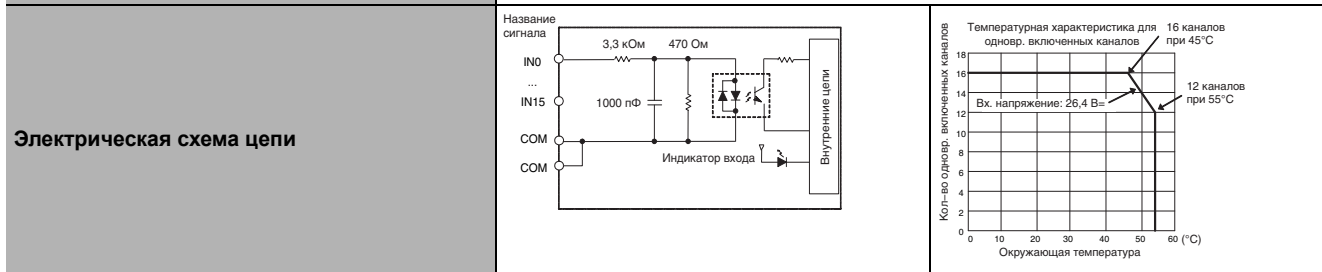 Электрическая схема цепи
Название
сигнала
IN0
...
IN15
COM
COM
3,3 кОм
470 Ом
1000 пФ
Индикатор входа
Внутренние цепи
Температурная характеристика для
одновр. включенных каналов
16 каналов
при 45°C
12 каналов
при 55°C
Вх. напряжение: 26,4 В=
Кол–во одновр. включенных каналов
18
16
14
12
10
8
6
4
2
0
0 10 20 30 40 50 60 (°C)
Окружающая температура